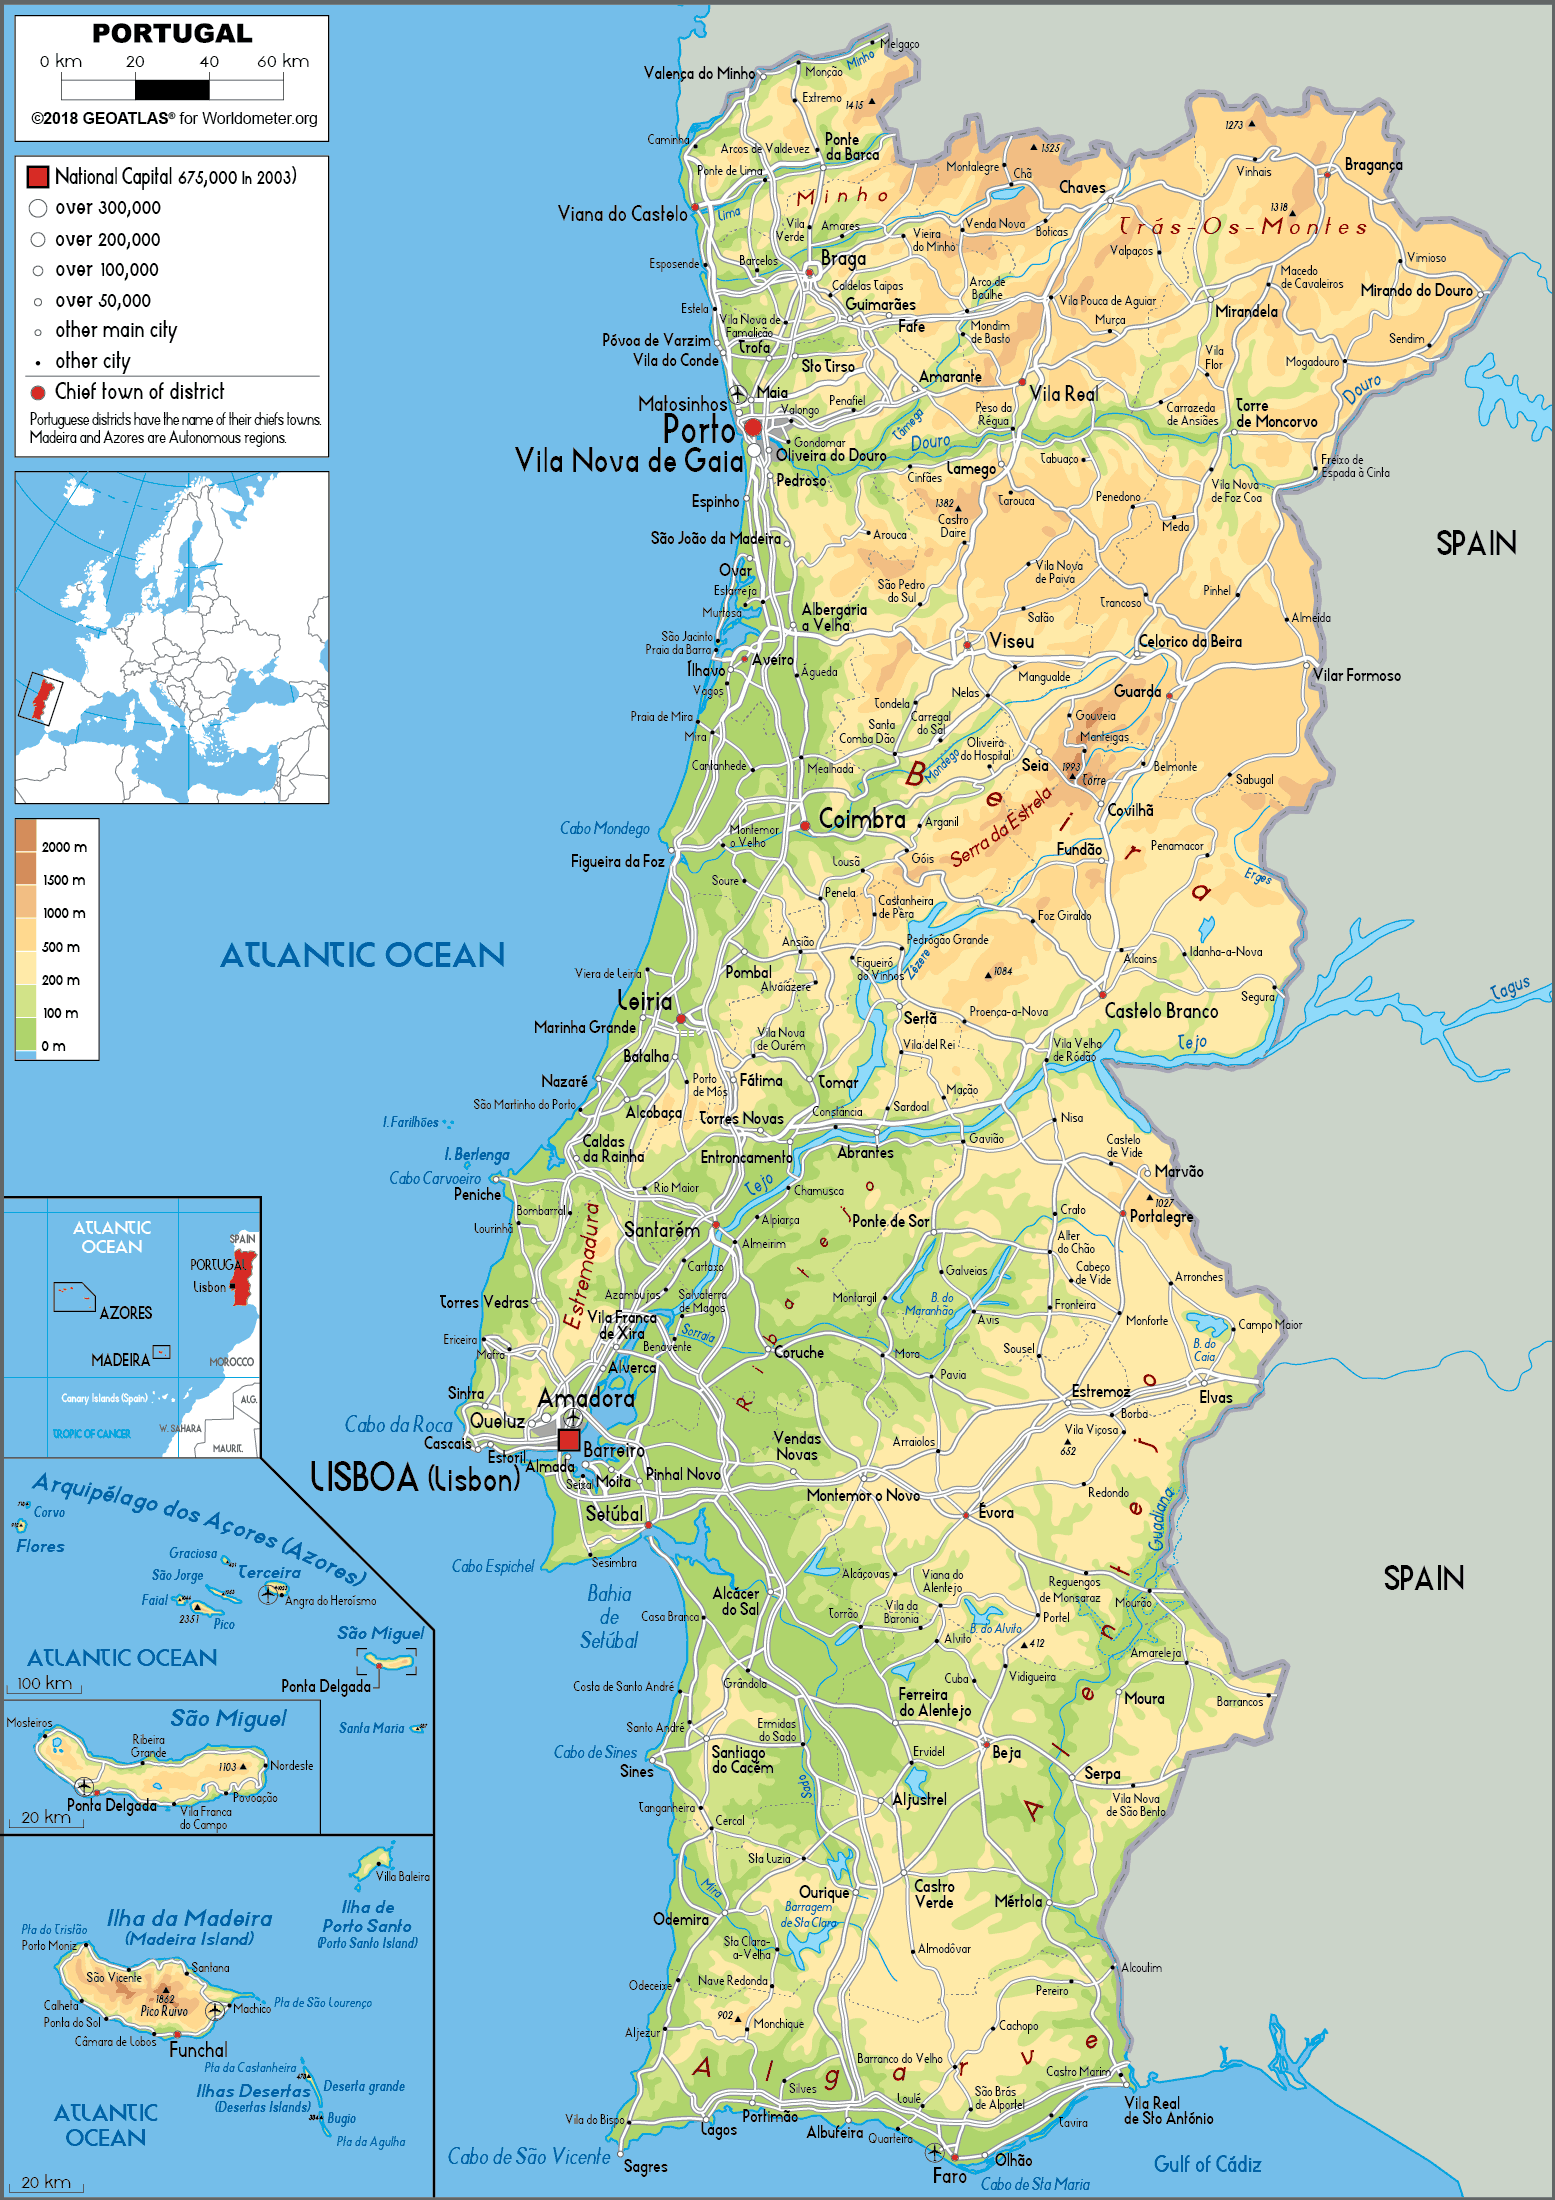 PORTUGAL
0 km 20 40 60 km
©2018 GEOATLAS® for Worldometer.org
National Capital 675,000 In 2003)
over 300,000
over 200,000
over 100,000
over 50,000
other main city
other city
Chief town of district
Portuguese districts have the name of their chiefs towns.
Madeira and Azores are Autonomous regions.
2000 m
1500 m
1000 m
500 m
200 m
100 m
0 m
ATLANTIC OCEAN
SPAIN
SPAIN
Melgaço
Minho
Valença do Minho
Monção
Extremo
1415
Caminha
Arcos de Valdevez
Ponte
da Barca
Ponte de Lima
Minho
Viana do Castelo
Lima
Vila
Verde
Amares
Vieira
do Minho
Venda Nova
Montalegre
1525
Chã
Chaves
Boticas
1273
Vinhais
Bragança
1318
Trás-Os-Montes
Valpaços
Vimioso
Macedo
de Cavaleiros
Mirando do Douro
Esposende
Barcelos
Braga
Caldelas Taipas
Guimarães
Fafe
Arco de
Baúlhe
Vila Pouca de Aguiar
Murça
Mirandela
Estela
Vila Nova de
Famalicão
Póvoa de Varzim
Trofa
Vila do Conde
Sto Tirso
Mondim
de Basto
Vila
Flor
Mogadouro
Sendim
Amarante
Vila Real
Douro
Matosinhos
Maia
Valongo
Penafiel
Peso da
Régua
Carrazeda
de Ansiães
Torre
de Moncorvo
Porto
Gondomar
Tâmega
Douro
Vila Nova de Gaia
Oliveira do Douro
Pedroso
Cinfães
Lamego
Tabuaço
Freixo de
Espada à Cinta
Vila Nova
de Foz Coa
Espinho
1382
Castro
Daire
Tarouca
Penedono
Meda
São João da Madeira
Arouca
Ovar
Estarreja
Murtosa
São Pedro
do Sul
Vila Nova
de Paiva
Trancoso
Pinhel
Almeida
Albergaria
a Velha
Satão
São Jacinto
Praia da Barra
Aveiro
Viseu
Celorico da Beira
Ílhavo
Águeda
Vagos
Mangualde
Guarda
Vilar Formoso
Praia de Mira
Mira
Tondela
Nelas
Santa
Comba Dão
Carregal
do Sal
Gouveia
Manteigas
Oliveira
do Hospital
Seia
1993
Torre
Belmonte
Sabugal
Cantanhede
Mealhada
Mondego
Beira
Serra da Estrela
Covilhã
Cabo Mondego
Figueira da Foz
Montemor
o Velho
Coimbra
Arganil
Góis
Fundão
Penamacor
Erges
Soure
Lousã
Penela
Castanheira
de Pêra
Foz Giraldo
Pedrógão Grande
Ansião
Figueiró
do Vinhos
Zêzere
1084
Alcains
Idanha-a-Nova
Viera de Leiria
Pombal
Alvaiázere
Segura
Leiria
Marinha Grande
Sertã
Proença-a-Nova
Castelo Branco
Tagus
Batalha
Vila Nova
de Ourém
Vila del Rei
Vila Velha
de Ródão
Tejo
Nazaré
Porto
de Mós
Fátima
Tomar
Mação
São Martinho do Porto
Alcobaça
Torres Novas
Constância
Sardoal
Nisa
I. Farilhões
I. Berlenga
Caldas
da Rainha
Entroncamento
Abrantes
Gavião
Castelo
de Vide
Marvão
Cabo Carvoeiro
Peniche
Rio Maior
Tejo
Chamusca
1027
Lourinhã
Bombarral
Estremadura
Santarém
Alpiarça
Almeirim
Ponte de Sor
Crato
Portalegre
Alter
do Chão
Cabeço
de Vide
Arronches
Cartaxo
Ribatejo
Torres Vedras
Azambujas
Salvaterra
de Magos
Galveias
Montargil
B. do
Maranhão
Avis
Fronteira
Monforte
Campo Maior
Vila Franca
de Xira
Sorraia
Benavente
Coruche
Mora
Sousel
B. do
Caia
Ericeira
Mafra
Alverca
Pavia
Estremoz
Elvas
Sintra
Amadora
Borba
Vila Viçosa
652
Cabo da Roca
Queluz
Cascais
Estoril
Almada
Barreiro
Vendas
Novas
Arraiolos
LISBOA (Lisbon)
Seixal
Moita
Pinhal Novo
Montemor o Novo
Redondo
Setúbal
Évora
Guadiana
Cabo Espichel
Sesimbra
Bahia
de
Setúbal
Alcácer
do Sal
Alcáçovas
Viana do
Alentejo
Reguengos
de Monsaraz
Mourão
Casa Branca
Torrão
Vila da
Baronia
B. do Alvito
Portel
Alvito
412
Amareleja
Alentejo
Costa de Santo André
Grândola
Cuba
Vidigueira
Ferreira
do Alentejo
Moura
Barrancos
Santo André
Ermidas
do Sado
Cabo de Sines
Sines
Santiago
do Cacém
Ervidel
Beja
Serpa
Sado
Aljustrel
Vila Nova
de São Bento
Tanganheira
Cercal
Sta Luzia
Ourique
Castro
Verde
Mértola
Mira
Barragem
de Sta Clara
Odemira
Sta Clara-
a-Velha
Almodôvar
Alcoutim
Odeceixe
Nave Redonda
Pereiro
902
Monchique
Cachopo
Aljezur
Algarve
Barranco do Velho
Castro Marim
Silves
Loulé
São Brás
de Alportel
Vila Real
de Sto António
Vila do Bispo
Lagos
Portimão
Albufeira
Quarteira
Tavira
Cabo de São Vicente
Sagres
Faro
Olhão
Cabo de Sta Maria
Gulf of Cádiz
ATLANTIC
OCEAN
SPAIN
PORTUGAL
Lisbon
AZORES
MADEIRA
MOROCCO
Canary Islands (Spain)
ALG.
W. SAHARA
TROPIC OF CANCER
MAURIT.
Arquipélago dos Açores (Azores)
Corvo
Flores
Graciosa
São Jorge
Terceira
Faial
Angra do Heroísmo
2351
Pico
São Miguel
ATLANTIC OCEAN
100 km
Ponta Delgada
Santa Maria
São Miguel
Mosteiros
Ribeira
Grande
1103
Nordeste
Povoação
Ponta Delgada
Vila Franca
do Campo
20 km
Villa Baleira
Ilha de
Porto Santo
(Porto Santo Island)
Ilha da Madeira
(Madeira Island)
Pta do Tristão
Porto Moniz
São Vicente
Santana
1862
Pico Ruivo
Calheta
Ponta do Sol
Machico
Pta de São Lourenço
Câmara de Lobos
Funchal
Pta da Castanheira
Ilhas Desertas
(Desertas Islands)
Deserta grande
Bugio
Pta da Agulha
ATLANTIC
OCEAN
20 km